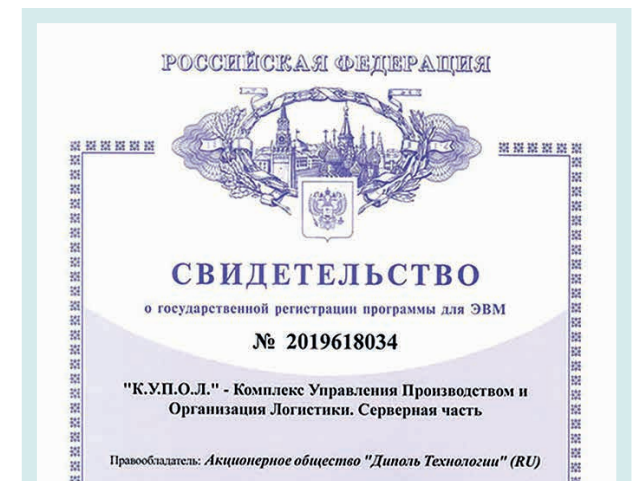 РОССИЙСКАЯ ФЕДЕРАЦИЯ
СВИДЕТЕЛЬСТВО
о государственной регистрации программы для ЭВМ
№ 2019618034
"К.У.П.О.Л." - Комплекс Управления Производством и
Организация Логистики. Серверная часть
Правообладатель: Акционерное общество "Диполь Технологии" (RU)